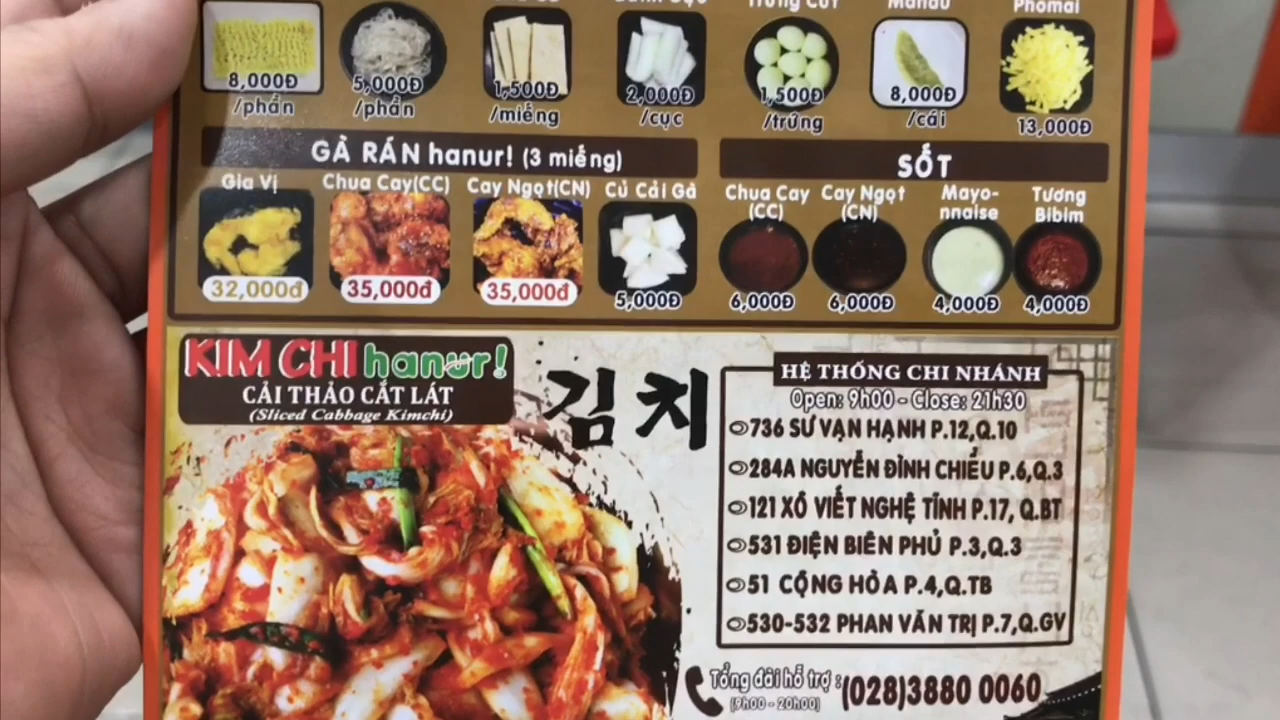 Trứng Cút
Mandu
Phomai
8,000Đ
/phần
5,000Đ
/phần
1,500Đ
/miếng
2,000Đ
/cục
1,500Đ
/trứng
8,000Đ
/cái
13,000Đ
GÀ RÁN hanur! (3 miếng)
Gia Vị
Chua Cay(CC)
Cay Ngọt(CN)
Củ Cải Gà
32,000đ
35,000đ
35,000đ
5,000Đ
SỐT
Chua Cay
(CC)
Cay Ngọt
(CN)
Mayo-
nnaise
Tương
Bibim
6,000Đ
6,000Đ
4,000Đ
4,000Đ
KIM CHI hanur!
CẢI THẢO CẮT LÁT
(Sliced Cabbage Kimchi)
김치
HỆ THỐNG CHI NHÁNH
Open: 9h00 - Close: 21h30
736 SƯ VẠN HẠNH P.12,Q.10
284A NGUYỄN ĐÌNH CHIỂU P.6,Q.3
121 XÔ VIẾT NGHỆ TĨNH P.17, Q.BT
531 ĐIỆN BIÊN PHỦ P.3,Q.3
51 CỘNG HÒA P.4,Q.TB
530-532 PHAN VĂN TRỊ P.7,Q.GV
Tổng đài hỗ trợ :
(9h00 - 20h00)
(028)3880 0060